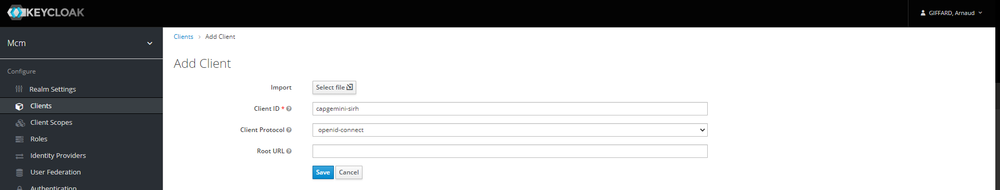 KEYCLOAK
GIFFARD, Arnaud
Mcm
Configure
Realm Settings
Clients
Client Scopes
Roles
Identity Providers
User Federation
Authentication
Clients > Add Client
Add Client
Import Select file
Client ID * capgemini-sirh
Client Protocol openid-connect
Root URL
Save Cancel